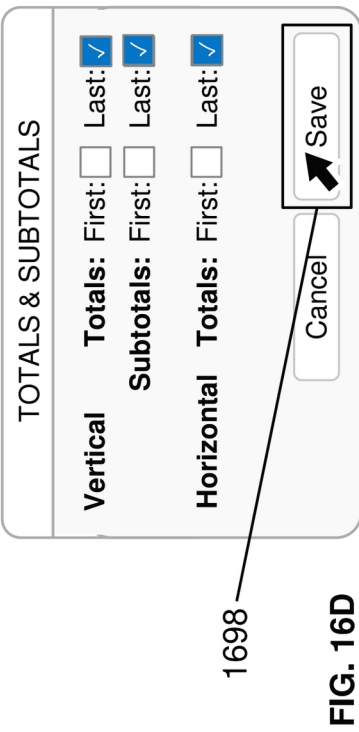 TOTALS & SUBTOTALS
Vertical Totals: First: Last: ✓
Subtotals: First: Last: ✓
Horizontal Totals: First: Last: ✓
Cancel Save
1698
FIG. 16D